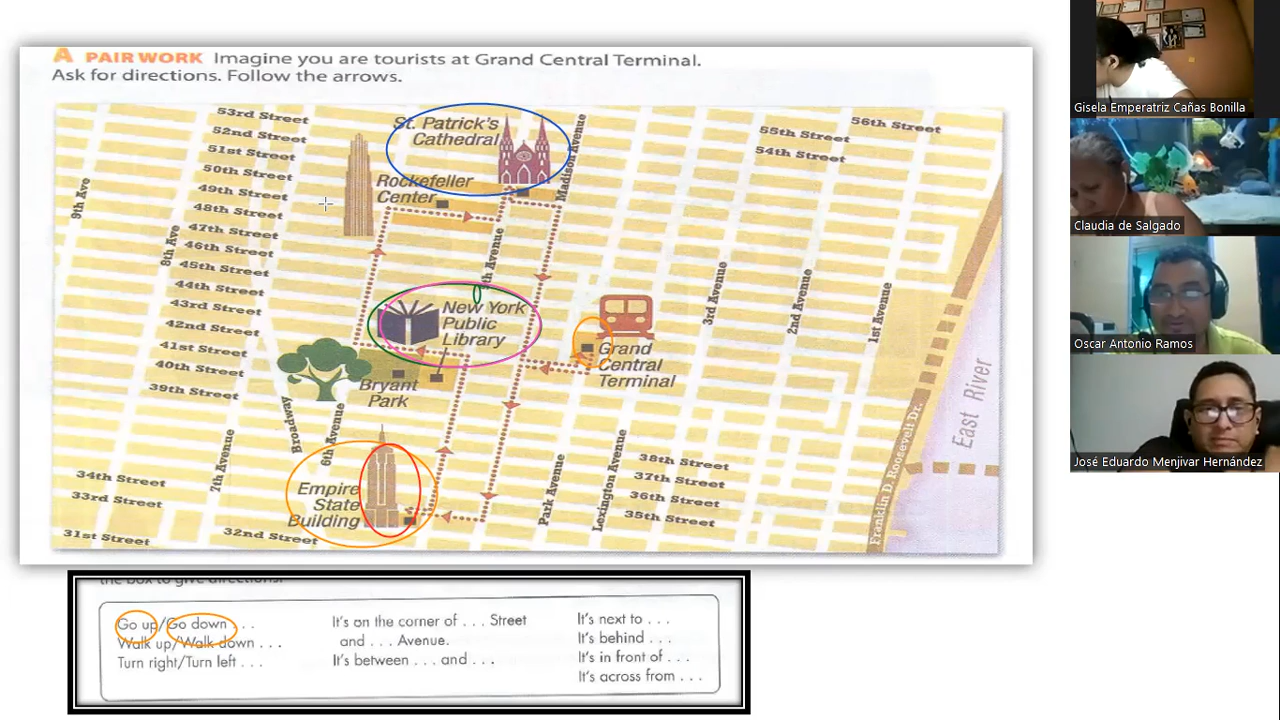 A PAIR WORK Imagine you are tourists at Grand Central Terminal.
Ask for directions. Follow the arrows.
53rd Street
52nd Street
51st Street
50th Street
49th Street
48th Street
47th Street
46th Street
45th Street
44th Street
43rd Street
42nd Street
41st Street
40th Street
39th Street
9th Ave
8th Ave
St. Patrick's
Cathedral
Rockefeller
Center
Madison Avenue
55th Street
54th Street
56th Street
5th Avenue
New York
Public
Library
Grand
Central
Terminal
3rd Avenue
2nd Avenue
1st Avenue
Bryant
Park
Broadway
6th Avenue
7th Avenue
34th Street
33rd Street
31st Street
32nd Street
Empire
State
Building
Park Avenue
Lexington Avenue
38th Street
37th Street
36th Street
35th Street
Franklin D. Roosevelt Dr.
East River
the box to give directions.
Go up/Go down . . .
Walk up/Walk down . . .
Turn right/Turn left . . .
It's on the corner of . . . Street
and . . . Avenue.
It's between . . . and . . .
It's next to . . .
It's behind . . .
It's in front of . . .
It's across from . . .
Gisela Emperatriz Cañas Bonilla
Claudia de Salgado
Oscar Antonio Ramos
José Eduardo Menjivar Hernández